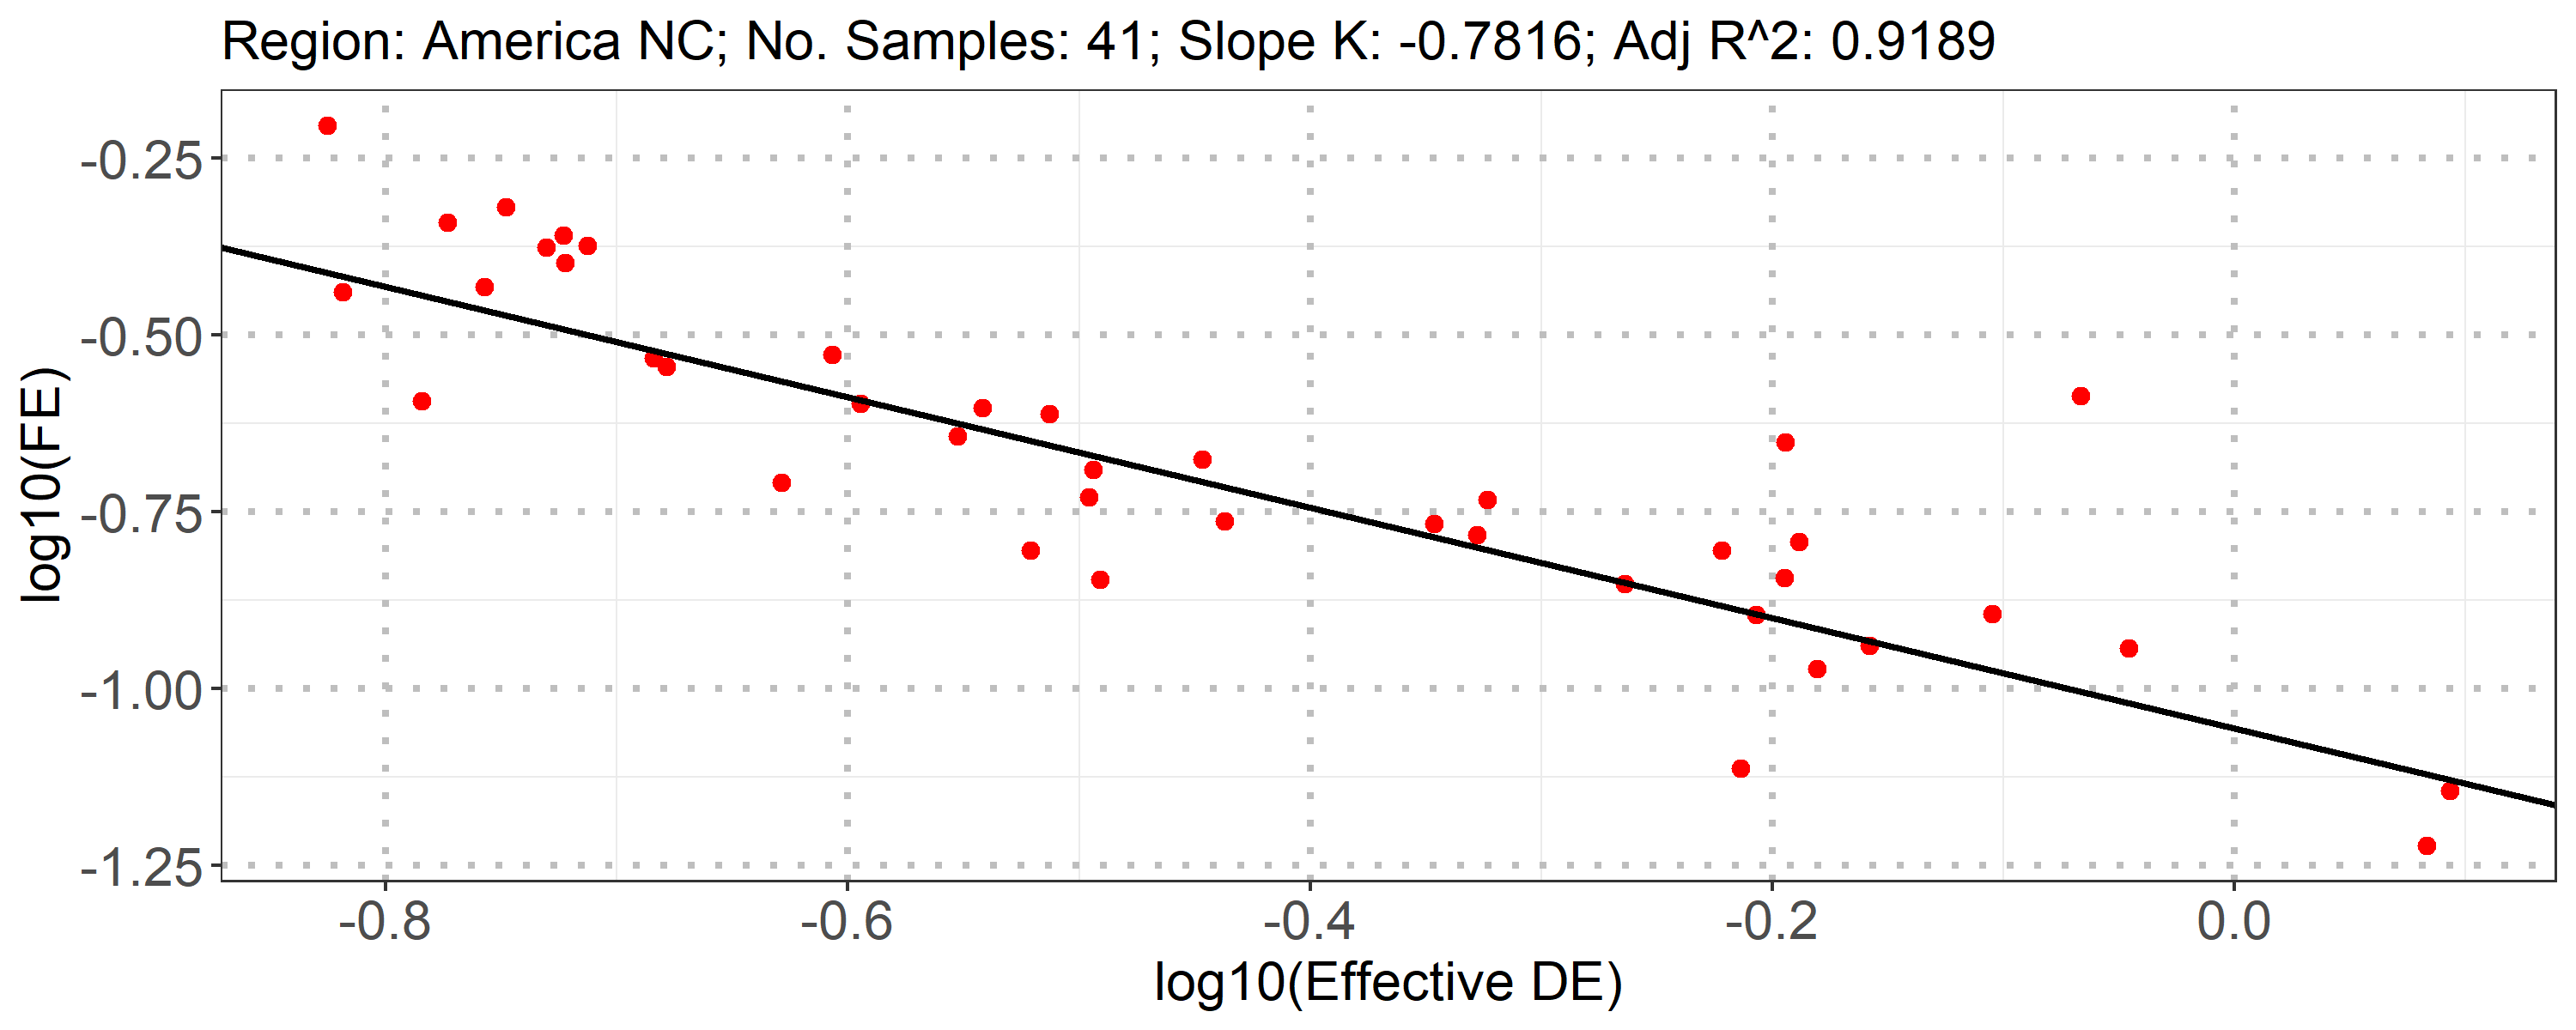 Region: America NC; No. Samples: 41; Slope K: -0.7816; Adj R^2: 0.9189
-0.25
-0.50
-0.75
-1.00
-1.25
log10(FE)
-0.8 -0.6 -0.4 -0.2 0.0
log10(Effective DE)